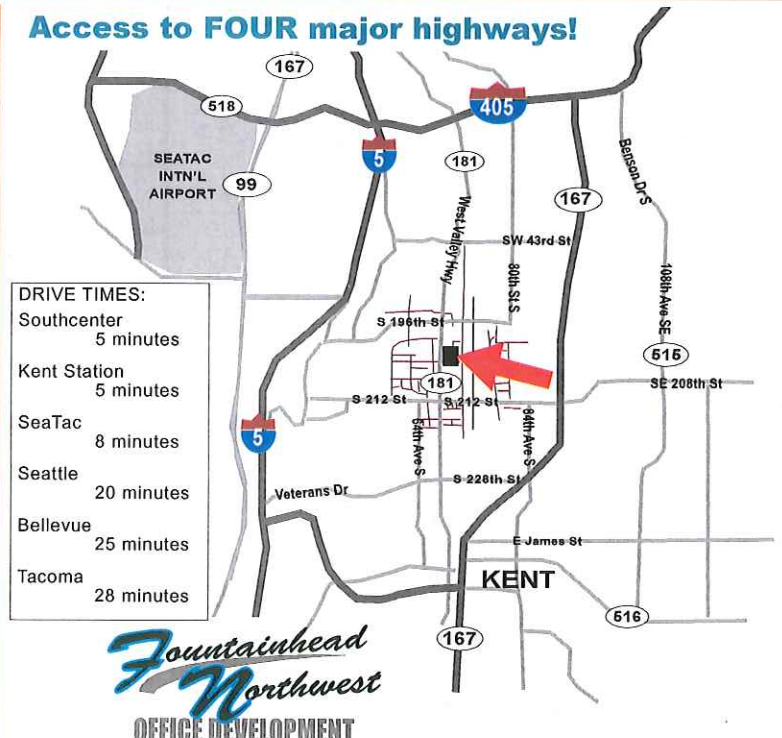 Access to FOUR major highways!
167
518
405
5
SEATAC
INT'L
AIRPORT
99
181
167
Benson Dr S
West Valley Hwy
SW 43rd St
80th St S
108th Ave SE
DRIVE TIMES:
Southcenter
5 minutes
Kent Station
5 minutes
SeaTac
8 minutes
Seattle
20 minutes
Bellevue
25 minutes
Tacoma
28 minutes
S 196th St
515
181
SE 208th St
S 212 St
S 212 St
5
64th Ave S
84th Ave S
S 228th St
Veterans Dr
E James St
KENT
516
167
Fountainhead
Northwest
OFFICE DEVELOPMENT